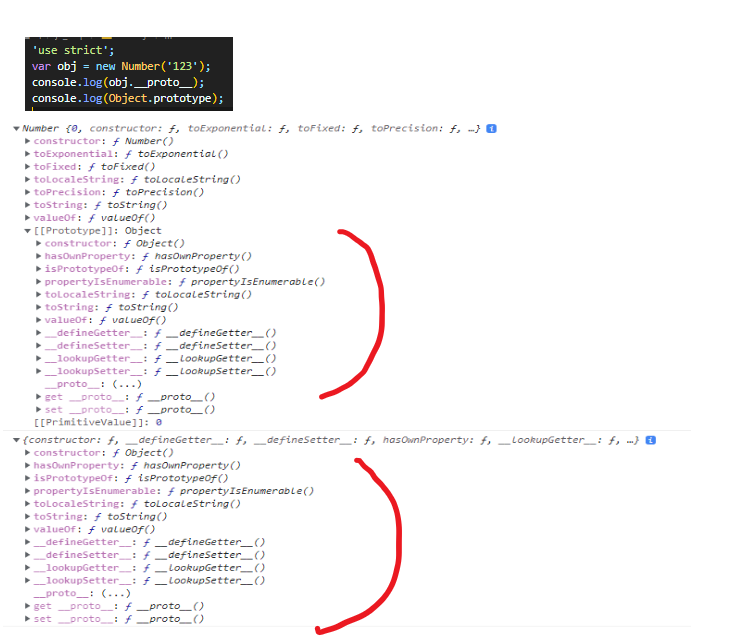 'use strict';
var obj = new Number('123');
console.log(obj.__proto__);
console.log(Object.prototype);
▼Number {0, constructor: ƒ, toExponential: ƒ, toFixed: ƒ, toPrecision: ƒ, …} i
▶constructor: ƒ Number()
▶toExponential: ƒ toExponential()
▶toFixed: ƒ toFixed()
▶toLocaleString: ƒ toLocaleString()
▶toPrecision: ƒ toPrecision()
▶toString: ƒ toString()
▶valueOf: ƒ valueOf()
▼[[Prototype]]: Object
▶constructor: ƒ Object()
▶hasOwnProperty: ƒ hasOwnProperty()
▶isPrototypeOf: ƒ isPrototypeOf()
▶propertyIsEnumerable: ƒ propertyIsEnumerable()
▶toLocaleString: ƒ toLocaleString()
▶toString: ƒ toString()
▶valueOf: ƒ valueOf()
▶__defineGetter__: ƒ __defineGetter__()
▶__defineSetter__: ƒ __defineSetter__()
▶__lookupGetter__: ƒ __lookupGetter__()
▶__lookupSetter__: ƒ __lookupSetter__()
__proto__: (...)
▶get __proto__: ƒ __proto__()
▶set __proto__: ƒ __proto__()
[[PrimitiveValue]]: 0
▼{constructor: ƒ, __defineGetter__: ƒ, __defineSetter__: ƒ, hasOwnProperty: ƒ, __lookupGetter__: ƒ, …} i
▶constructor: ƒ Object()
▶hasOwnProperty: ƒ hasOwnProperty()
▶isPrototypeOf: ƒ isPrototypeOf()
▶propertyIsEnumerable: ƒ propertyIsEnumerable()
▶toLocaleString: ƒ toLocaleString()
▶toString: ƒ toString()
▶valueOf: ƒ valueOf()
▶__defineGetter__: ƒ __defineGetter__()
▶__defineSetter__: ƒ __defineSetter__()
▶__lookupGetter__: ƒ __lookupGetter__()
▶__lookupSetter__: ƒ __lookupSetter__()
__proto__: (...)
▶get __proto__: ƒ __proto__()
▶set __proto__: ƒ __proto__()